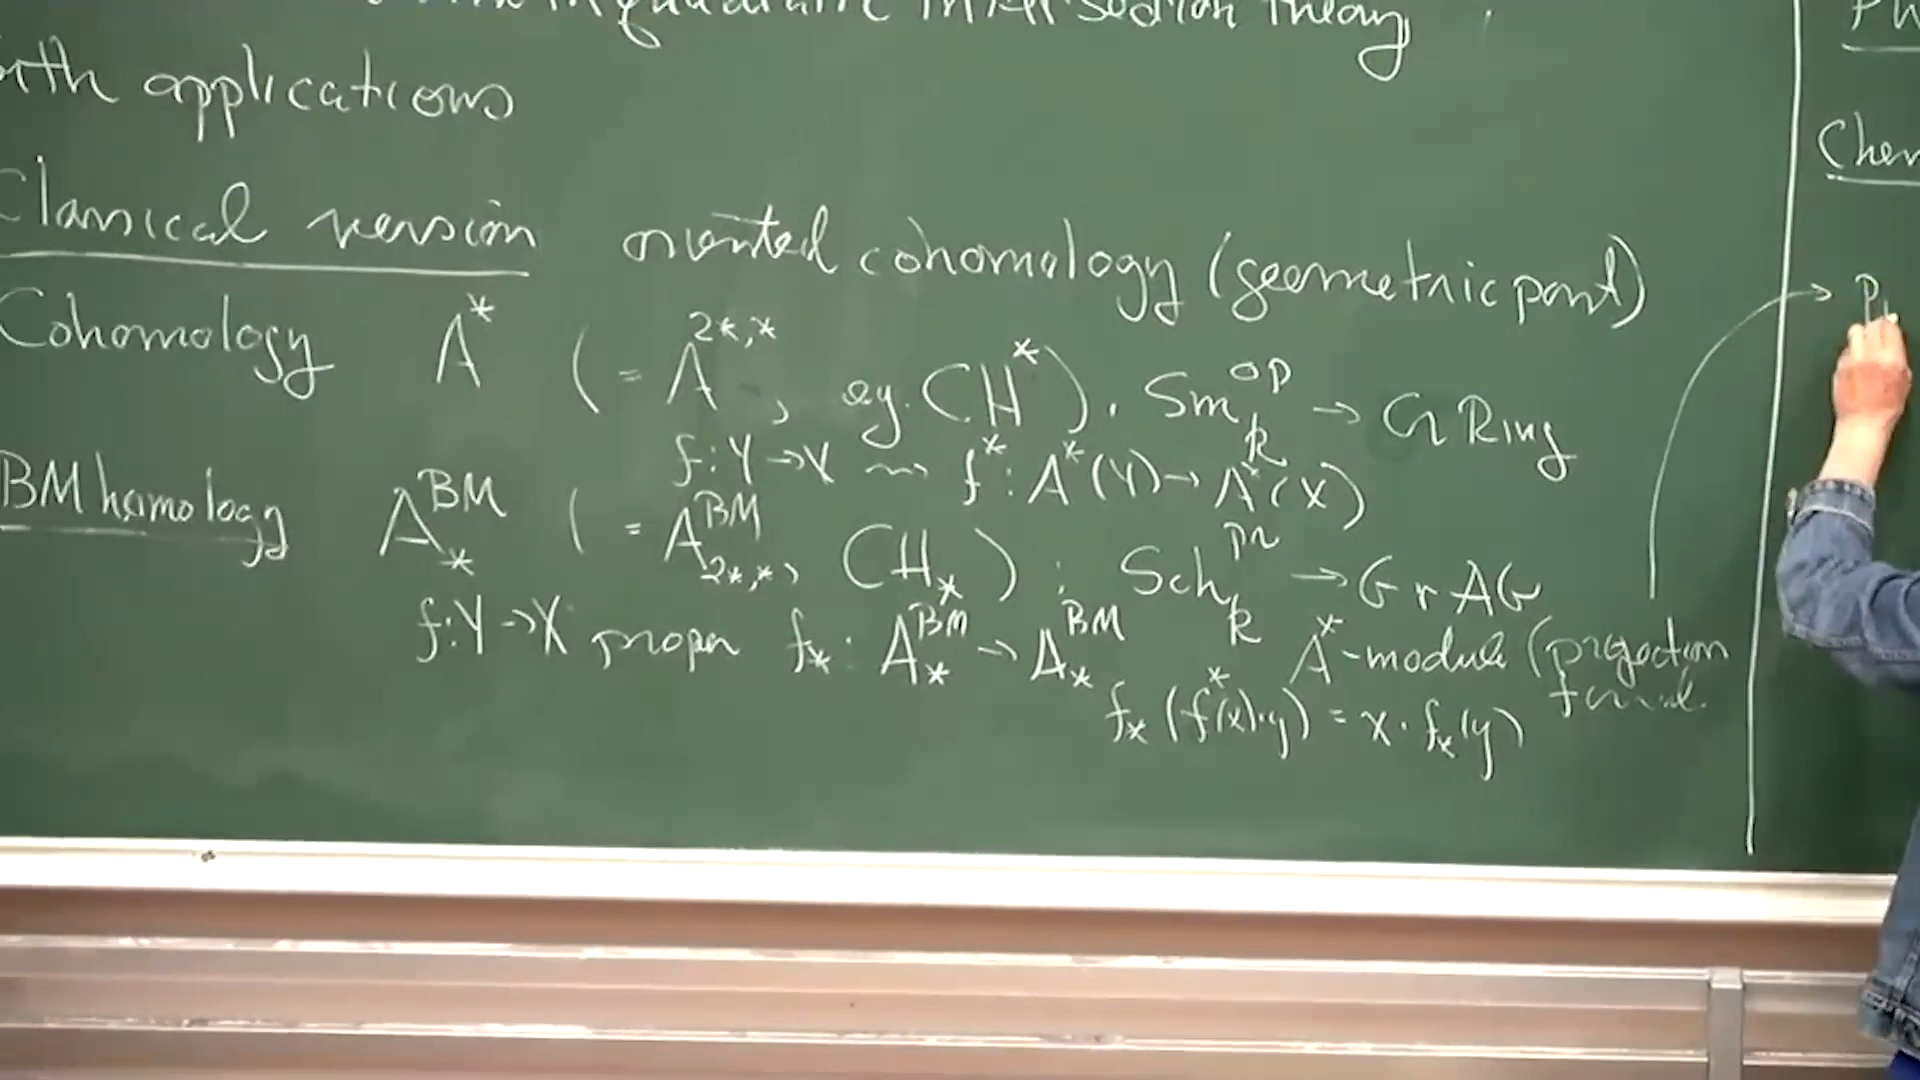 in quadratic intersection theory
with applications
Classical version oriented cohomology (geometric part)
Cohomology A^* ( = A^{2*,*}, eg. CH^*). Sm_k^{op} → Gr Ring
f: Y → X ⇝ f^*: A^*(Y) → A^*(X)
BM homology A_*^{BM} ( = A_{2*,*}^{BM}, CH_*) : Sch_k^{pr} → Gr AG
f: Y → X proper f_*: A_*^{BM} → A_*^{BM} A^*-module (projection
f_*(f^*(x)·y) = x·f_*(y)
Ph
Cher
P